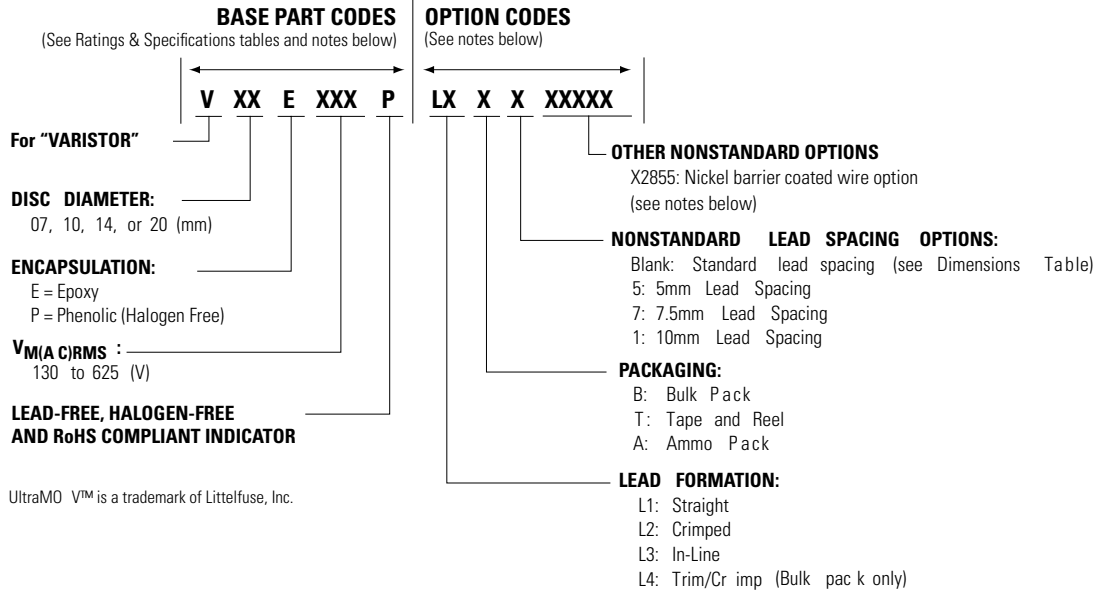 BASE PART CODES
(See Ratings & Specifications tables and notes below)
OPTION CODES
(See notes below)
V XX E XXX P LX X X XXXXX
For "VARISTOR"
DISC DIAMETER:
07, 10, 14, or 20 (mm)
ENCAPSULATION:
E = Epoxy
P = Phenolic (Halogen Free)
VM(A C)RMS :
130 to 625 (V)
LEAD-FREE, HALOGEN-FREE
AND RoHS COMPLIANT INDICATOR
UltraMO V™ is a trademark of Littelfuse, Inc.
OTHER NONSTANDARD OPTIONS
X2855: Nickel barrier coated wire option
(see notes below)
NONSTANDARD LEAD SPACING OPTIONS:
Blank: Standard lead spacing (see Dimensions Table)
5: 5mm Lead Spacing
7: 7.5mm Lead Spacing
1: 10mm Lead Spacing
PACKAGING:
B: Bulk Pack
T: Tape and Reel
A: Ammo Pack
LEAD FORMATION:
L1: Straight
L2: Crimped
L3: In-Line
L4: Trim/Cr imp (Bulk pac k only)